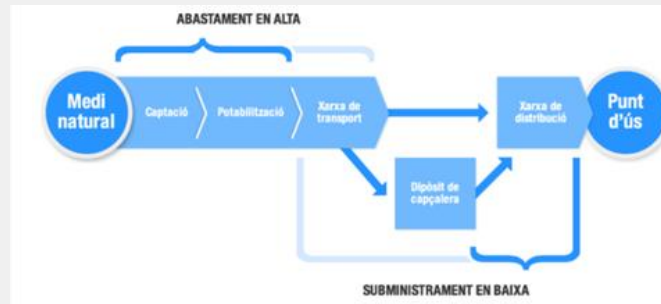 ABASTAMENT EN ALTA
Medi
natural
Captació
Potabilització
Xarxa de
transport
Xarxa de
distribució
Punt
d'ús
Dipòsit de
capçalera
SUBMINISTRAMENT EN BAIXA